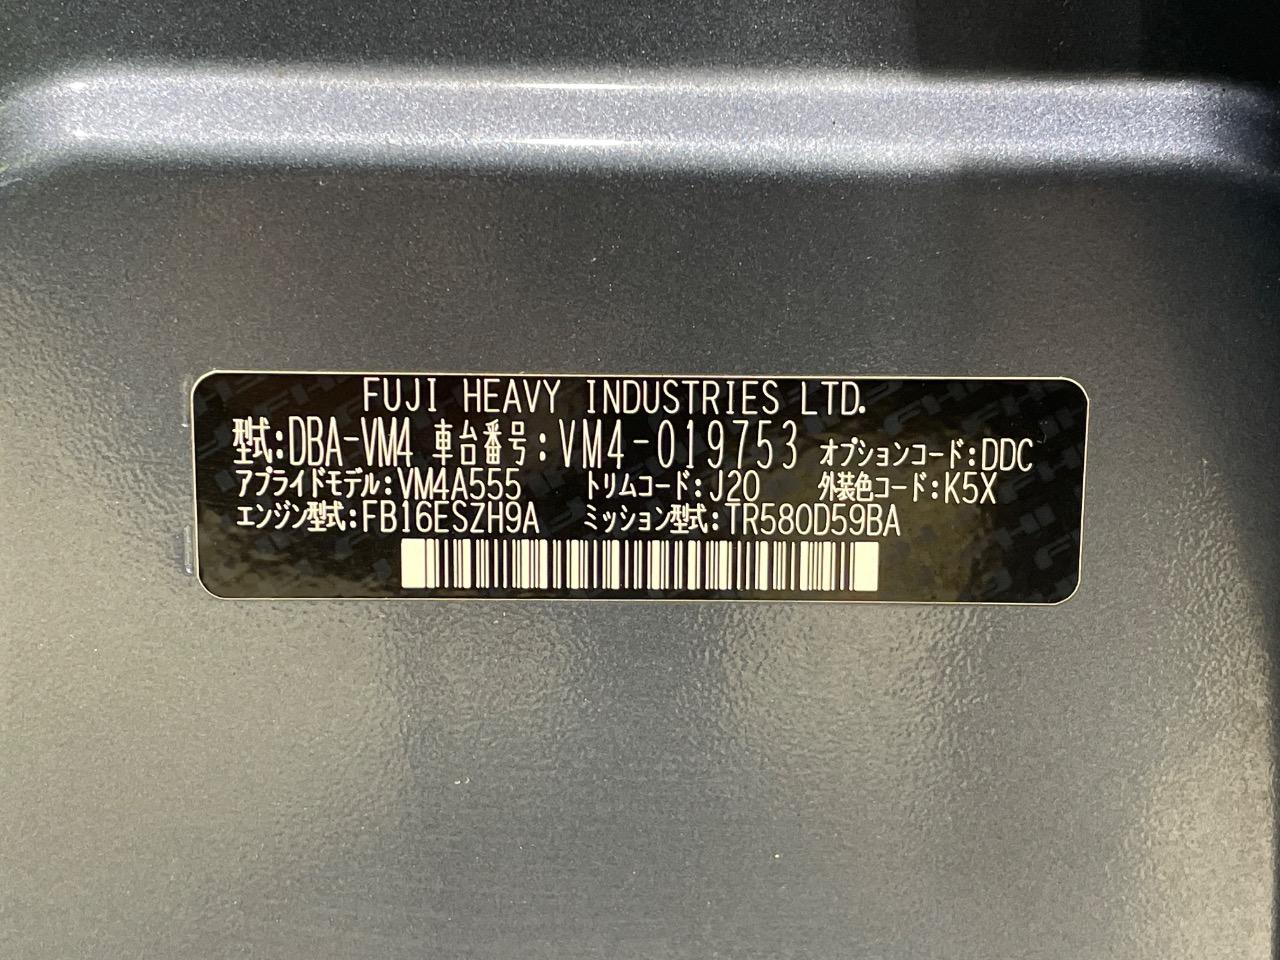 FUJI HEAVY INDUSTRIES LTD.
型式:DBA-VM4 車台番号:VM4-019753 オプションコード:DDC
アプライドモデル:VM4A555 トリムコード:J20 外装色コード:K5X
エンジン型式:FB16ESZH9A ミッション型式:TR580D59BA